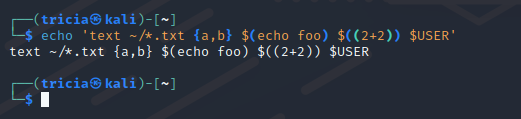 ┌──(tricia㉿kali)-[~]
└─$ echo 'text ~/*.txt {a,b} $(echo foo) $((2+2)) $USER'
text ~/*.txt {a,b} $(echo foo) $((2+2)) $USER
┌──(tricia㉿kali)-[~]
└─$